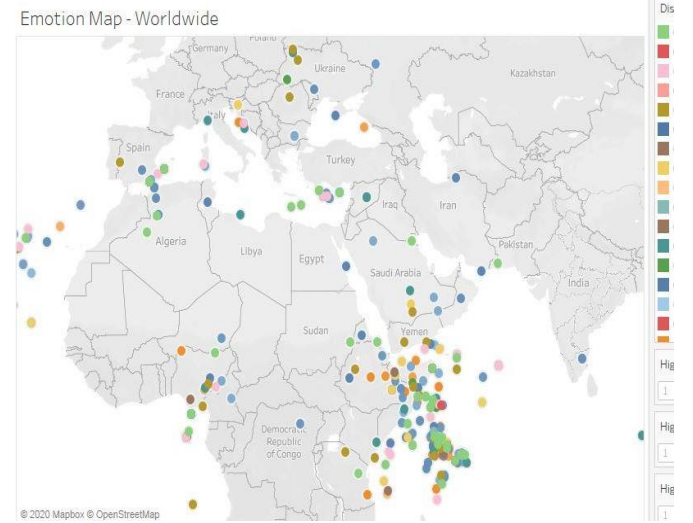 Emotion Map - Worldwide
Dis
Germany
Poland
Ukraine
Kazakhstan
France
Italy
Spain
Turkey
Iraq
Iran
Algeria
Libya
Egypt
Pakistan
Saudi Arabia
India
Sudan
Yemen
Democratic
Republic
of Congo
Hig
1
Hig
1
Hig
1
© 2020 Mapbox © OpenStreetMap